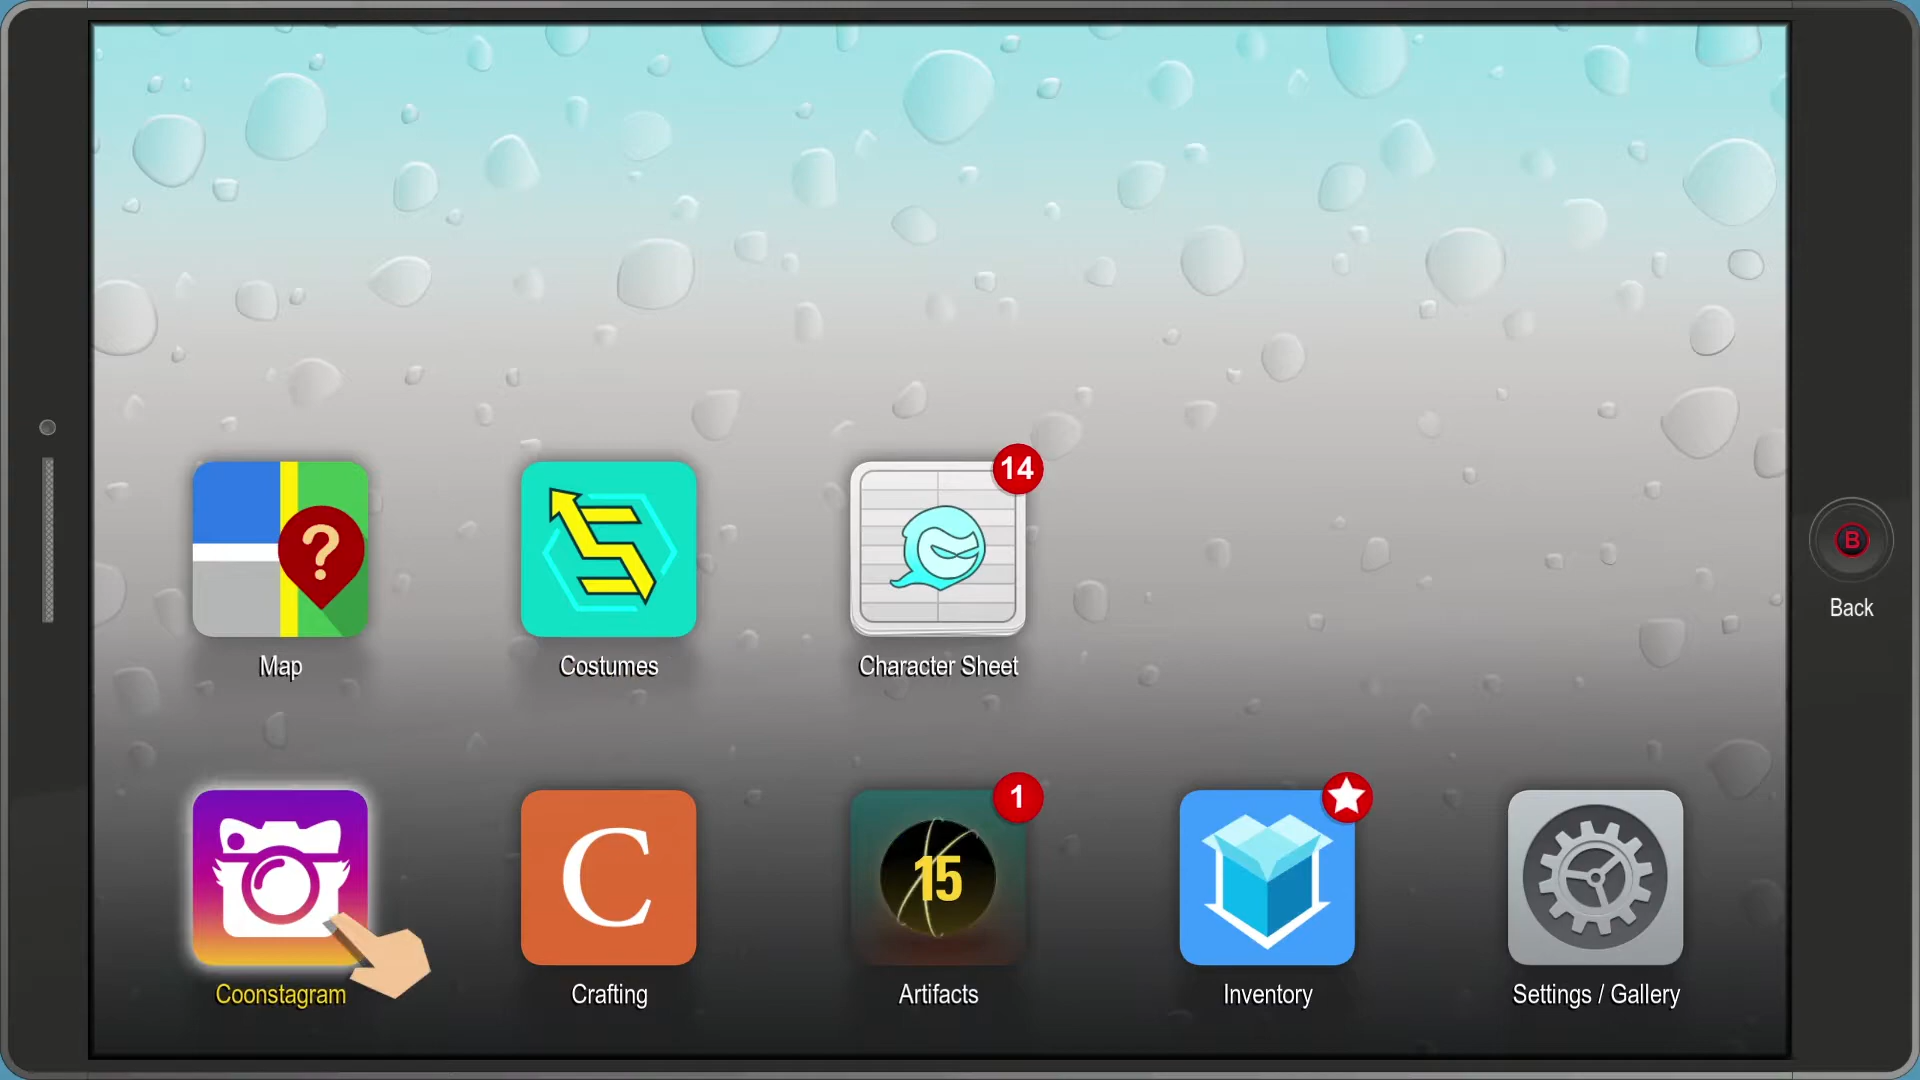 14
?
B
Back
Map
Costumes
Character Sheet
C
15
1
Coonstagram
Crafting
Artifacts
Inventory
Settings / Gallery